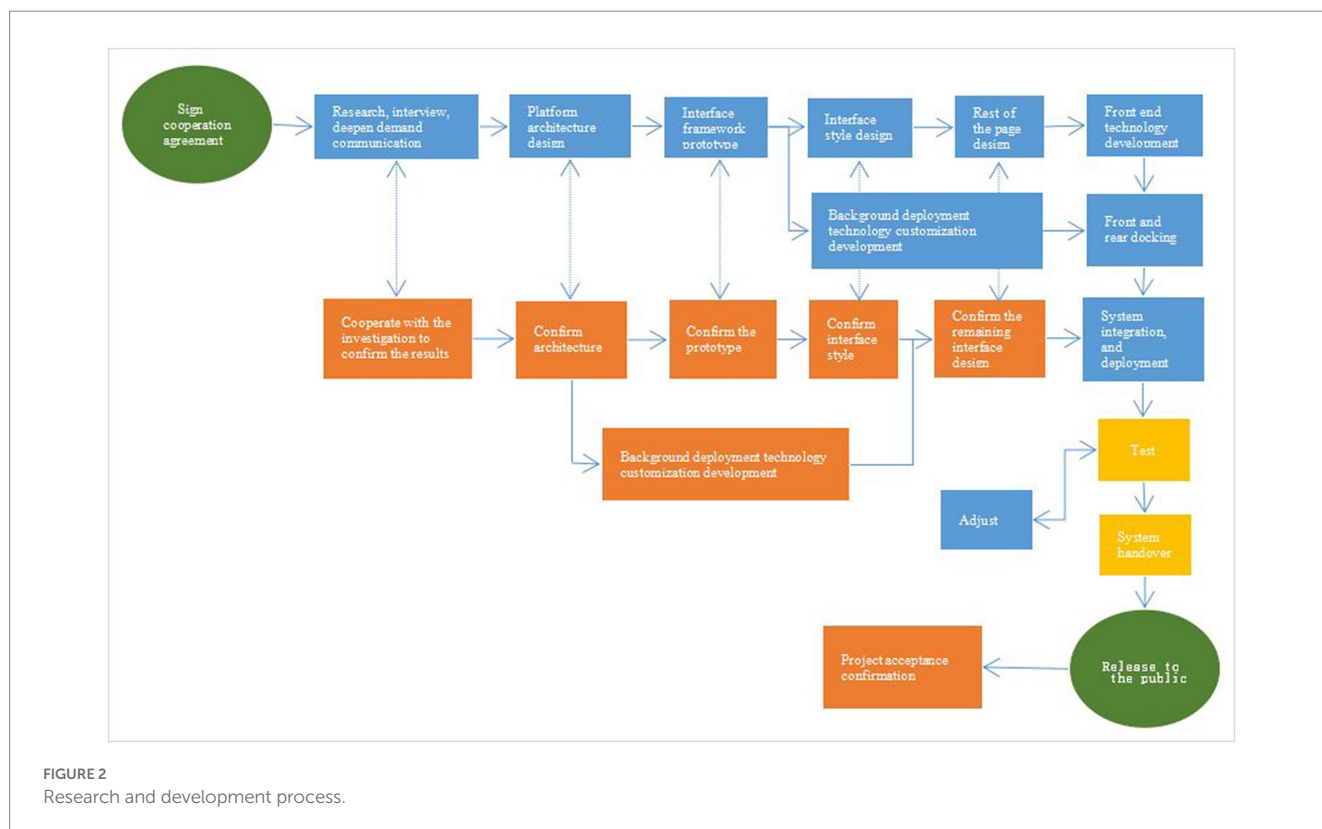 Sign
cooperation
agreement
Research, interview,
deepen demand
communication
Platform
architecture
design
Interface
framework
prototype
Interface
style design
Rest of
the page
design
Front end
technology
development
Background deployment
technology customization
development
Front and
rear docking
Cooperate with the
investigation to
confirm the results
Confirm
architecture
Confirm the
prototype
Confirm
interface
style
Confirm the
remaining
interface
design
System
integration,
and
deployment
Background deployment technology
customization development
Test
Adjust
System
handover
Project acceptance
confirmation
Release to
the public
FIGURE 2
Research and development process.